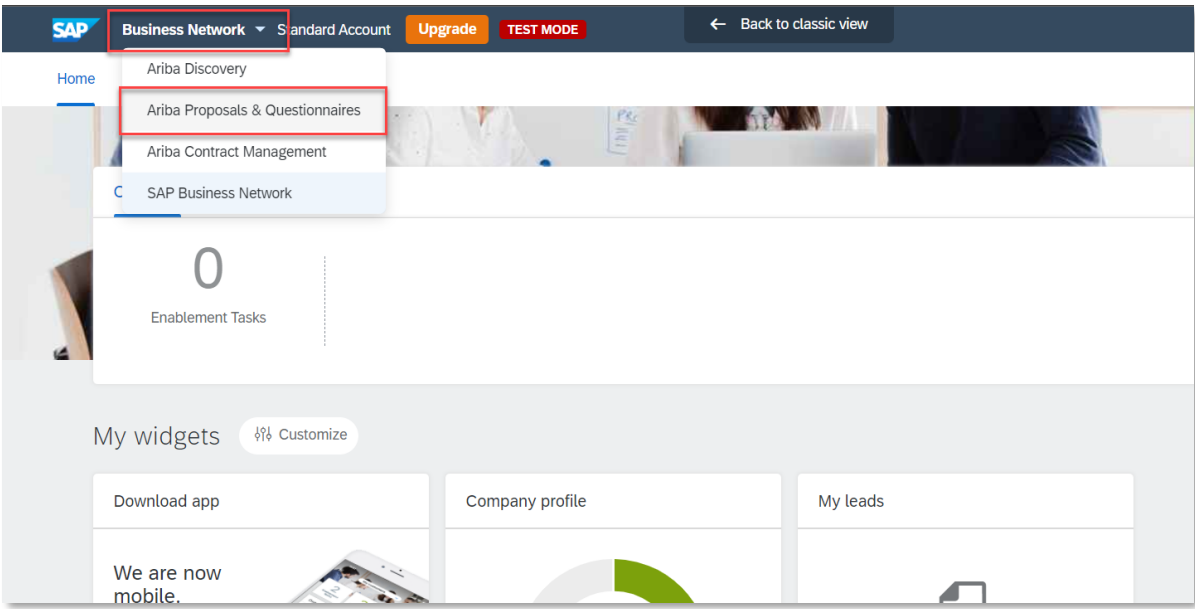 SAP Business Network Standard Account Upgrade TEST MODE ← Back to classic view
Home
Ariba Discovery
Ariba Proposals & Questionnaires
Ariba Contract Management
SAP Business Network
0
Enablement Tasks
My widgets Customize
Download app
Company profile
My leads
We are now
mobile.